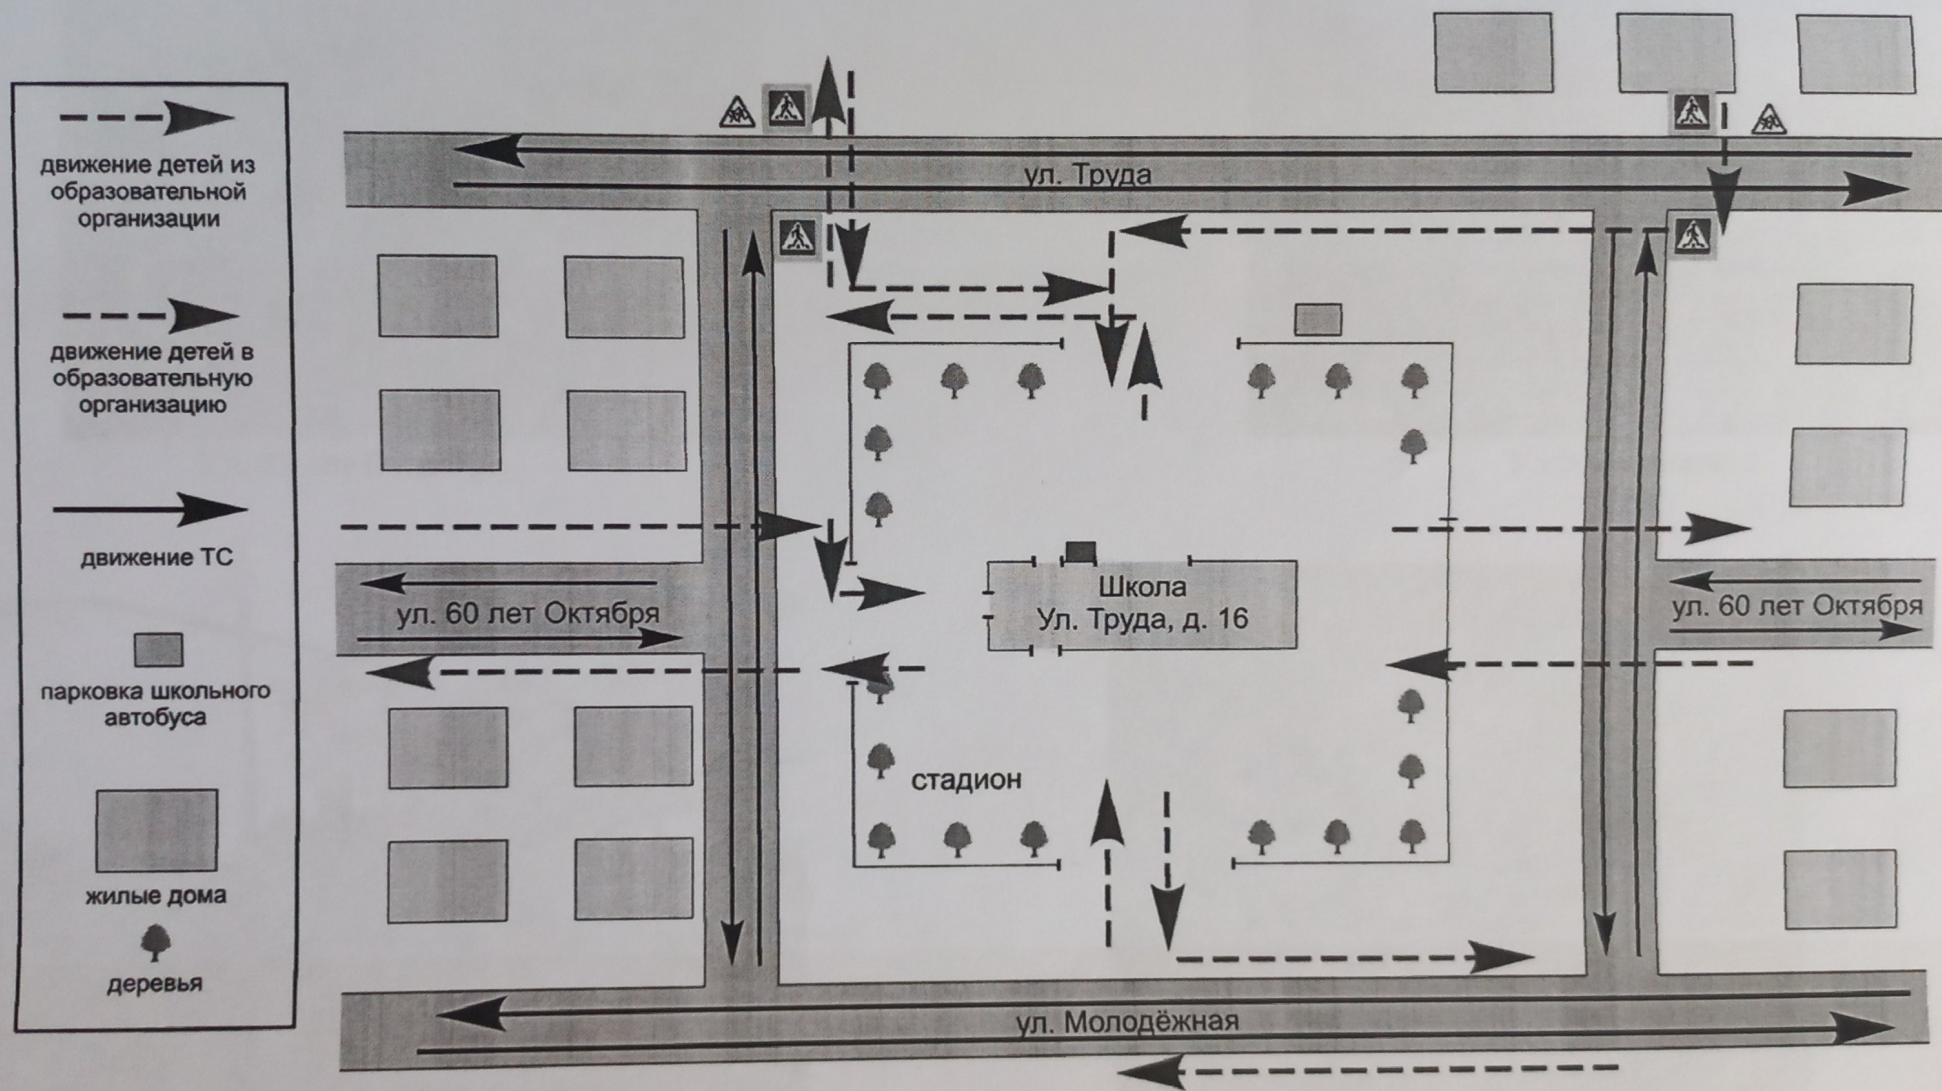 движение детей из
образовательной
организации
движение детей в
образовательную
организацию
движение ТС
парковка школьного
автобуса
жилые дома
деревья
ул. Труда
ул. 60 лет Октября
Школа
Ул. Труда, д. 16
ул. 60 лет Октября
стадион
ул. Молодёжная